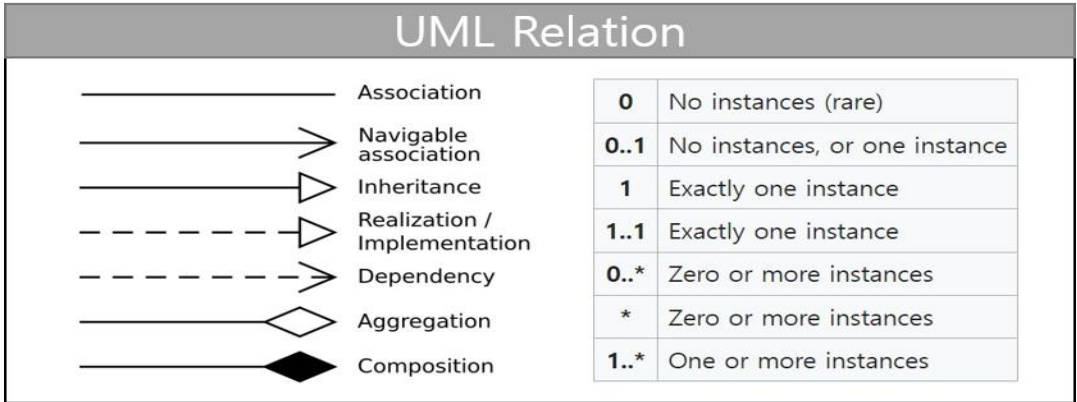 UML Relation
Association
Navigable
association
Inheritance
Realization /
Implementation
Dependency
Aggregation
Composition
0 No instances (rare)
0..1 No instances, or one instance
1 Exactly one instance
1..1 Exactly one instance
0..* Zero or more instances
* Zero or more instances
1..* One or more instances